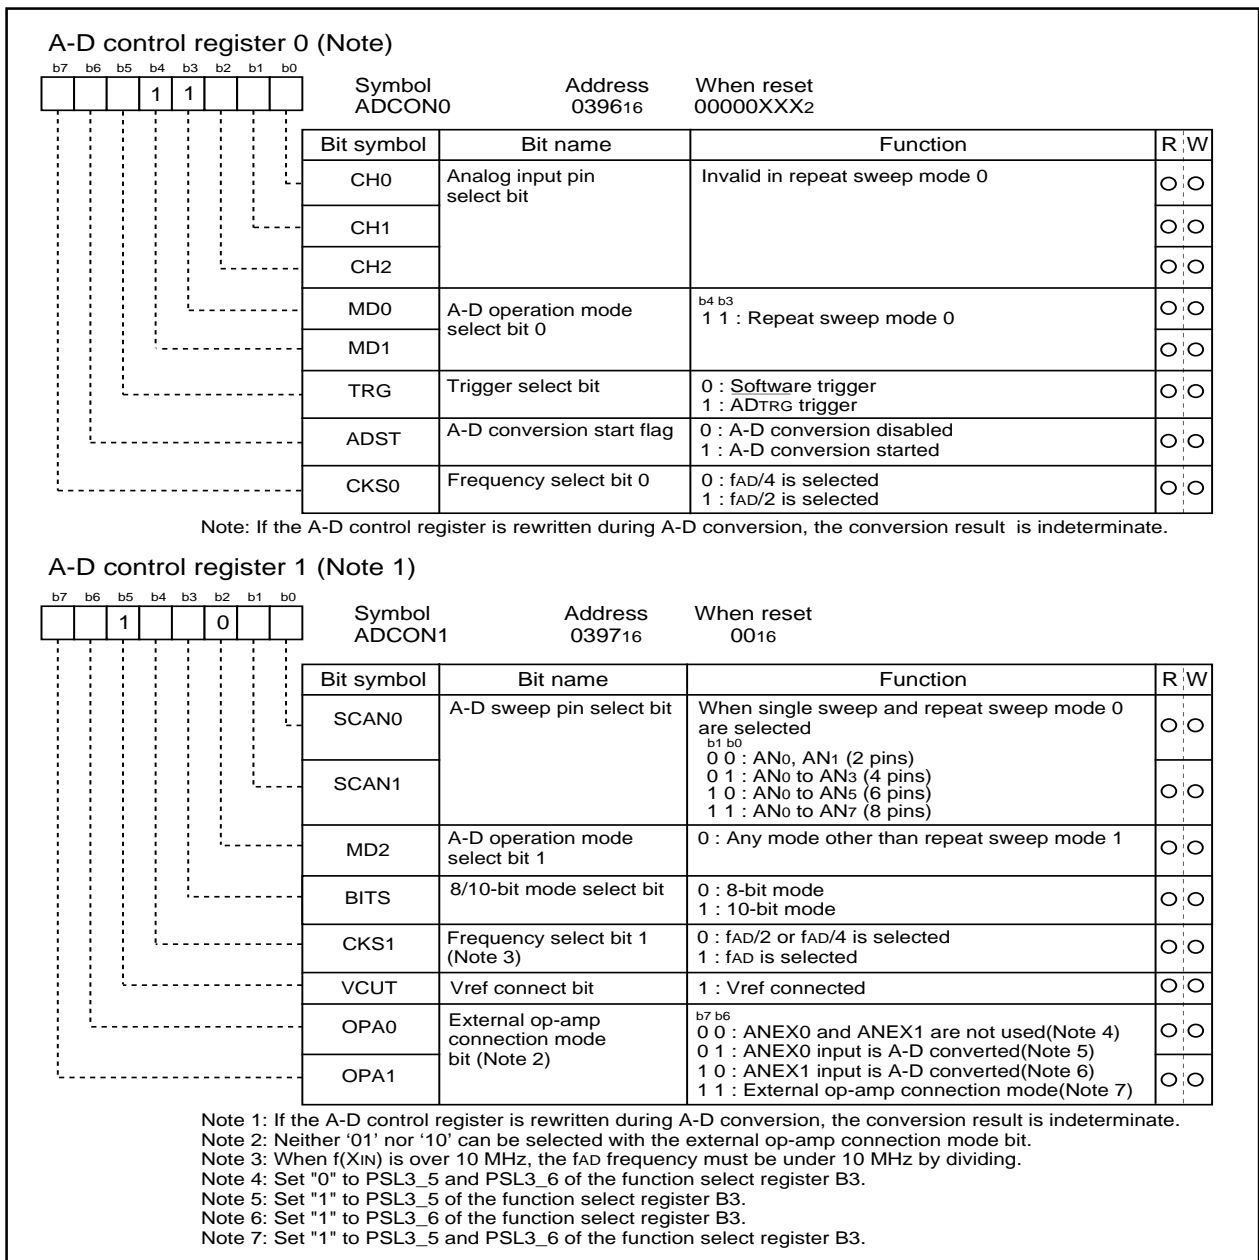 A-D control register 0 (Note)
b7 b6 b5 b4 b3 b2 b1 b0
1 1
Symbol Address When reset
ADCON0 039616 00000XXX2
Bit symbol Bit name Function R W
CH0 Analog input pin select bit Invalid in repeat sweep mode 0 O O
CH1 O O
CH2 O O
MD0 A-D operation mode select bit 0 b4 b3
1 1 : Repeat sweep mode 0 O O
MD1 O O
TRG Trigger select bit 0 : Software trigger
1 : ADTRG trigger O O
ADST A-D conversion start flag 0 : A-D conversion disabled
1 : A-D conversion started O O
CKS0 Frequency select bit 0 0 : fAD/4 is selected
1 : fAD/2 is selected O O
Note: If the A-D control register is rewritten during A-D conversion, the conversion result is indeterminate.
A-D control register 1 (Note 1)
b7 b6 b5 b4 b3 b2 b1 b0
1 0
Symbol Address When reset
ADCON1 039716 0016
Bit symbol Bit name Function R W
SCAN0 A-D sweep pin select bit When single sweep and repeat sweep mode 0
are selected O O
b1 b0
0 0 : AN0, AN1 (2 pins)
SCAN1 0 1 : AN0 to AN3 (4 pins)
1 0 : AN0 to AN5 (6 pins) O O
1 1 : AN0 to AN7 (8 pins)
MD2 A-D operation mode select bit 1 0 : Any mode other than repeat sweep mode 1 O O
BITS 8/10-bit mode select bit 0 : 8-bit mode
1 : 10-bit mode O O
CKS1 Frequency select bit 1 (Note 3) 0 : fAD/2 or fAD/4 is selected
1 : fAD is selected O O
VCUT Vref connect bit 1 : Vref connected O O
OPA0 External op-amp connection mode bit (Note 2) b7 b6
0 0 : ANEX0 and ANEX1 are not used(Note 4) O O
0 1 : ANEX0 input is A-D converted(Note 5)
OPA1 1 0 : ANEX1 input is A-D converted(Note 6) O O
1 1 : External op-amp connection mode(Note 7)
Note 1: If the A-D control register is rewritten during A-D conversion, the conversion result is indeterminate.
Note 2: Neither ‘01’ nor ‘10’ can be selected with the external op-amp connection mode bit.
Note 3: When f(XIN) is over 10 MHz, the fAD frequency must be under 10 MHz by dividing.
Note 4: Set "0" to PSL3_5 and PSL3_6 of the function select register B3.
Note 5: Set "1" to PSL3_5 of the function select register B3.
Note 6: Set "1" to PSL3_6 of the function select register B3.
Note 7: Set "1" to PSL3_5 and PSL3_6 of the function select register B3.